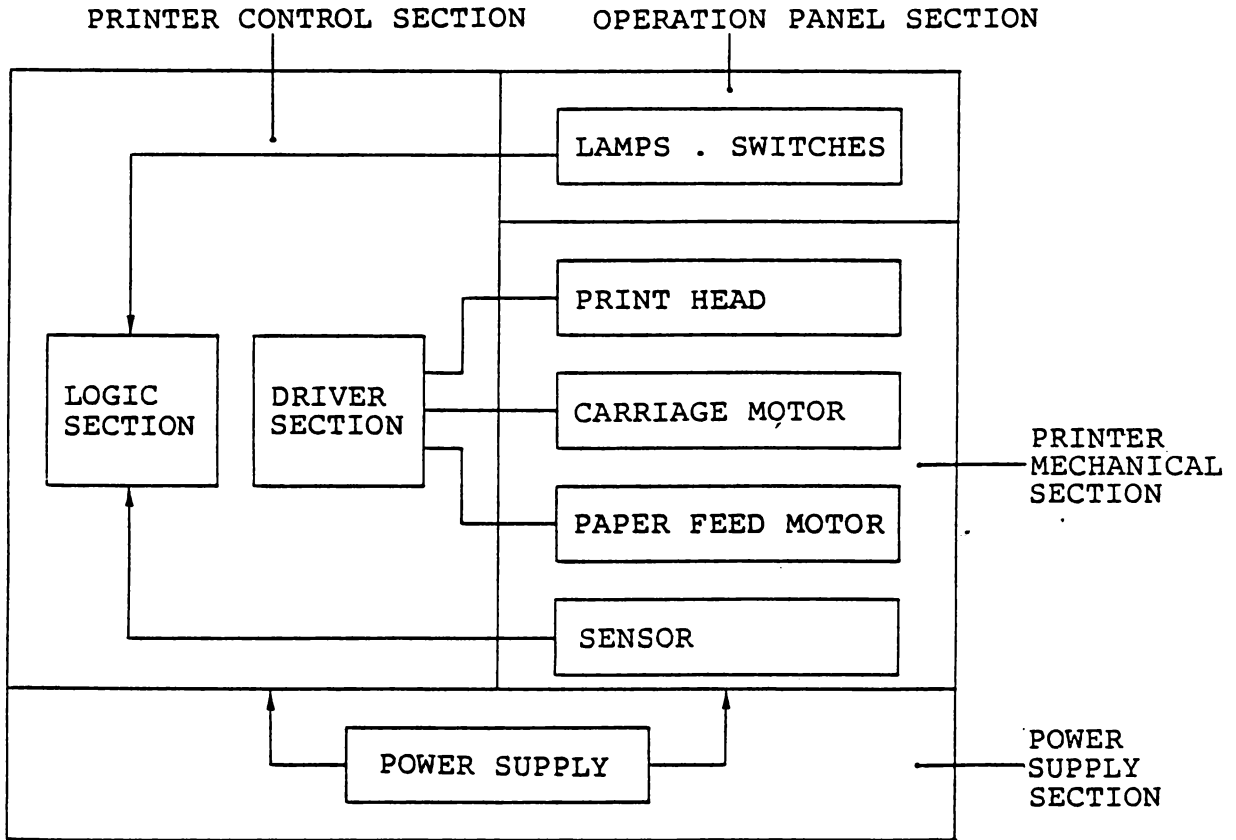 PRINTER CONTROL SECTION
OPERATION PANEL SECTION
LAMPS . SWITCHES
PRINT HEAD
LOGIC
SECTION
DRIVER
SECTION
CARRIAGE MOTOR
PRINTER
MECHANICAL
SECTION
PAPER FEED MOTOR
SENSOR
POWER SUPPLY
POWER
SUPPLY
SECTION